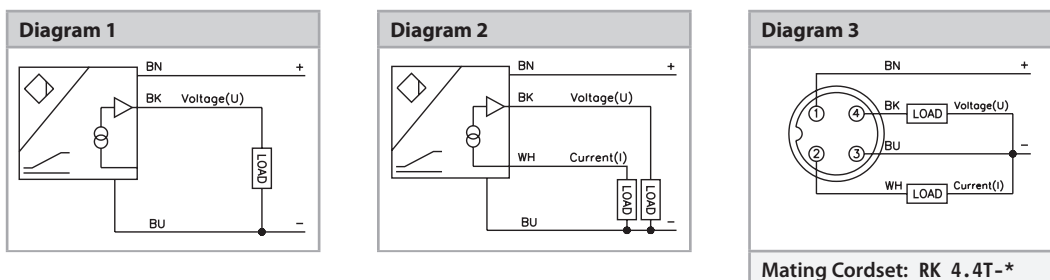 Diagram 1
BN
+
BK Voltage(U)
LOAD
BU
–
Diagram 2
BN
+
BK Voltage(U)
WH Current(I)
LOAD
LOAD
BU
–
Diagram 3
BN
+
1
4
BK
LOAD
Voltage(U)
2
3
BU
–
WH
LOAD
Current(I)
Mating Cordset: RK 4.4T-*